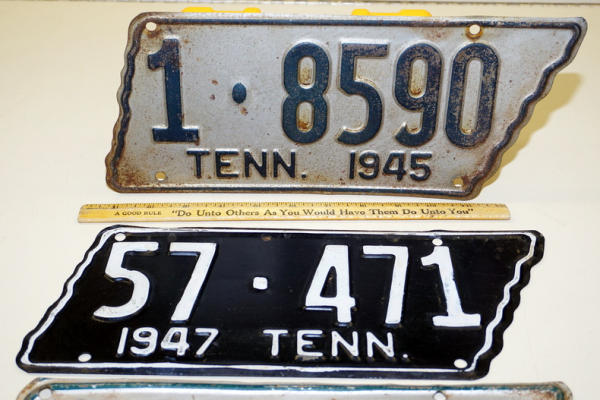 1·8590
TENN. 1945
A GOOD RULE "Do Unto Others As You Would Have Them Do Unto You"
57·471
1947 TENN.